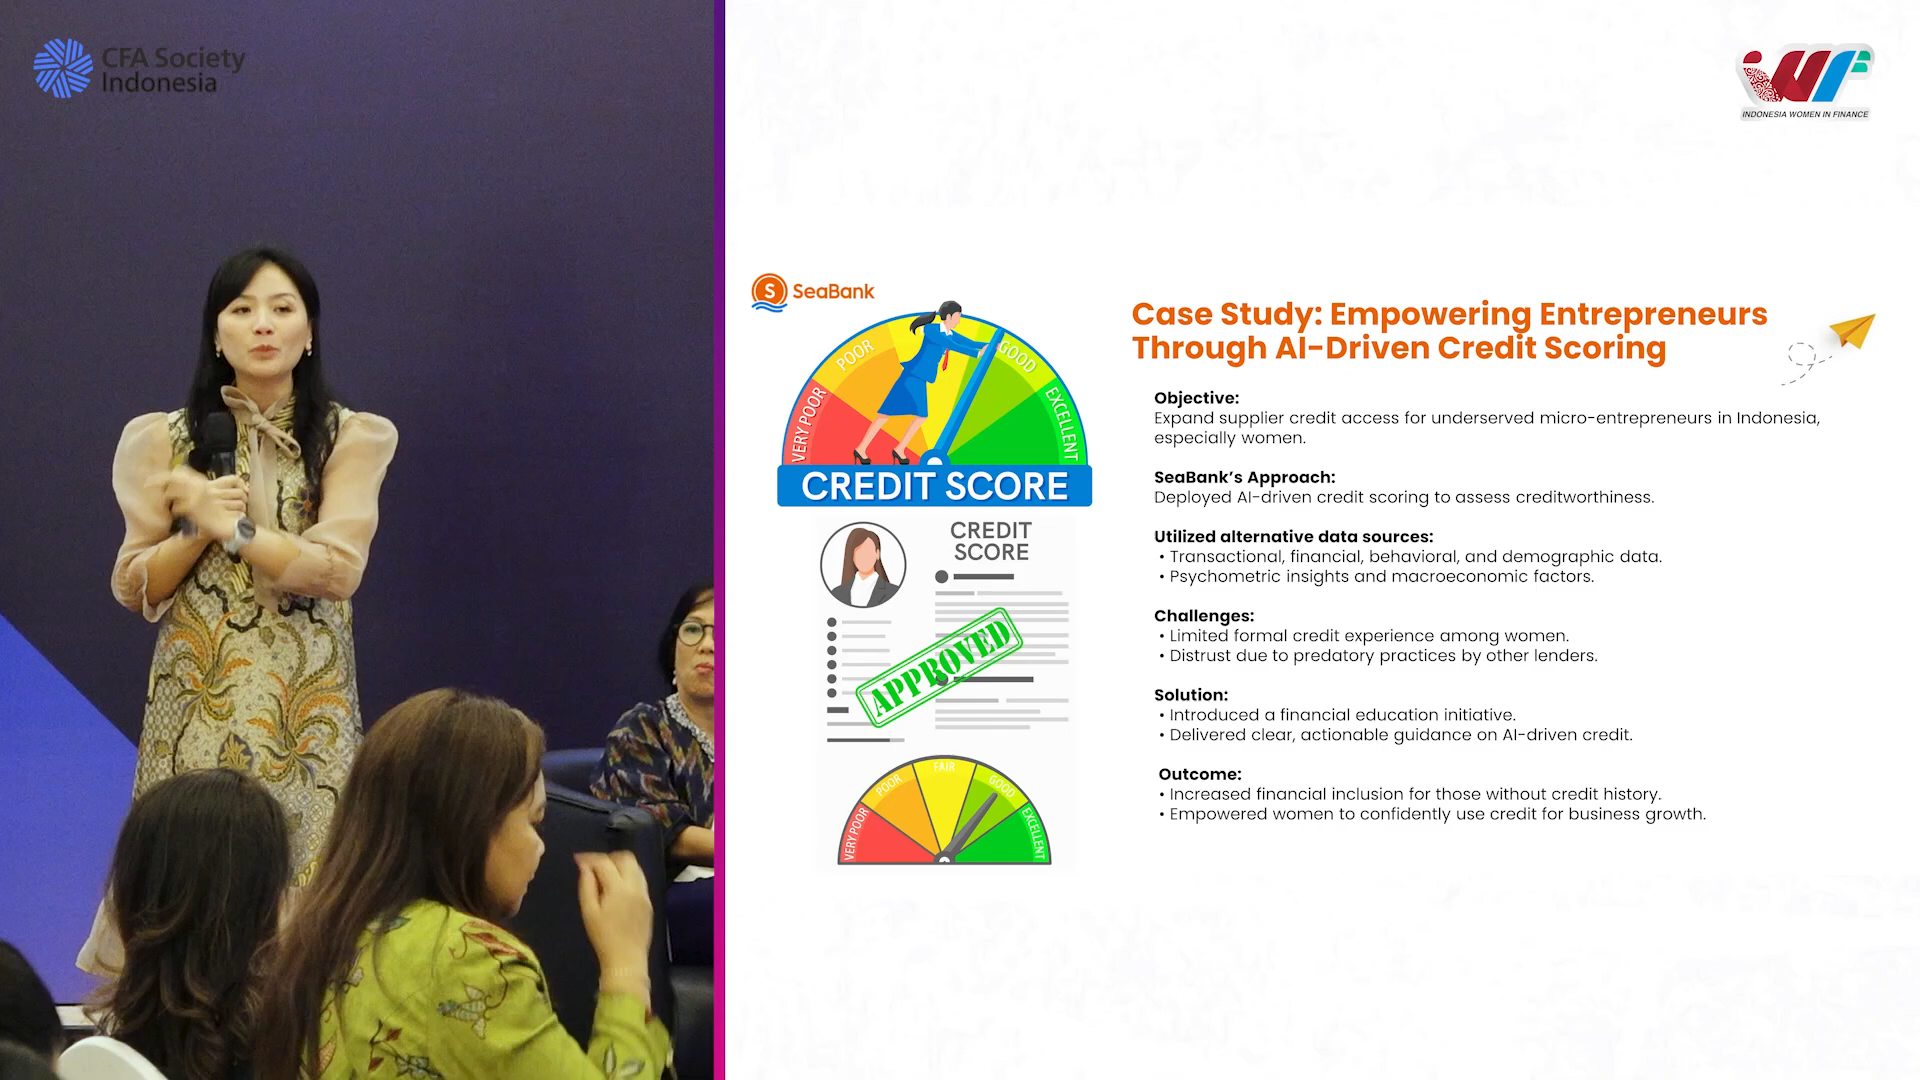 CFA Society
Indonesia
INDONESIA WOMEN IN FINANCE
SeaBank
VERY POOR
POOR
GOOD
EXCELLENT
CREDIT SCORE
CREDIT
SCORE
APPROVED
VERY POOR
POOR
FAIR
GOOD
EXCELLENT
Case Study: Empowering Entrepreneurs
Through AI-Driven Credit Scoring
Objective:
Expand supplier credit access for underserved micro-entrepreneurs in Indonesia,
especially women.
SeaBank's Approach:
Deployed AI-driven credit scoring to assess creditworthiness.
Utilized alternative data sources:
• Transactional, financial, behavioral, and demographic data.
• Psychometric insights and macroeconomic factors.
Challenges:
• Limited formal credit experience among women.
• Distrust due to predatory practices by other lenders.
Solution:
• Introduced a financial education initiative.
• Delivered clear, actionable guidance on AI-driven credit.
Outcome:
• Increased financial inclusion for those without credit history.
• Empowered women to confidently use credit for business growth.